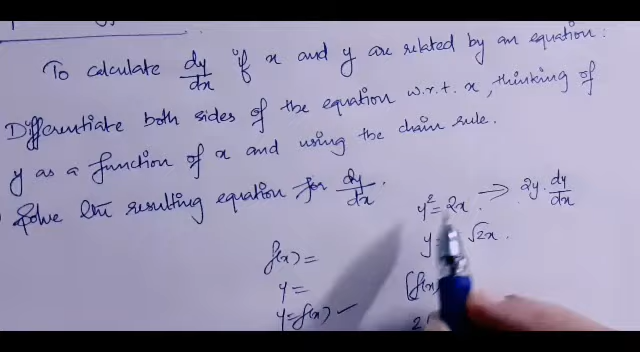 To calculate dy/dx if x and y are related by an equation:
Differentiate both sides of the equation w.r.t. x, thinking of
y as a function of x and using the chain rule.
Solve the resulting equation for dy/dx.
y² = 2x. → 2y. dy/dx
y √2x.
f(x) =
y =
y = f(x) ✓
[f(x)
2